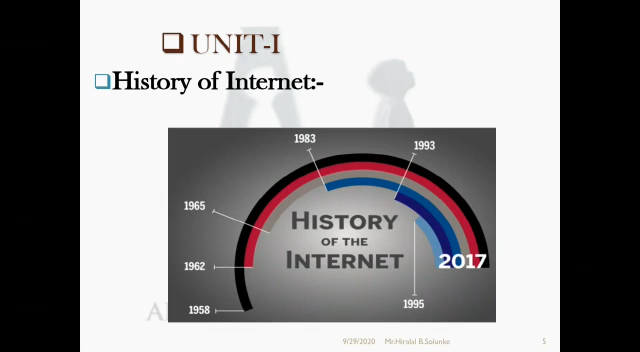 ❑ UNIT-I
❑History of Internet:-
1983
1993
1965
HISTORY
OF THE
INTERNET
1962
2017
1995
1958
9/29/2020 Mr.Hiralal B.Solunke 5